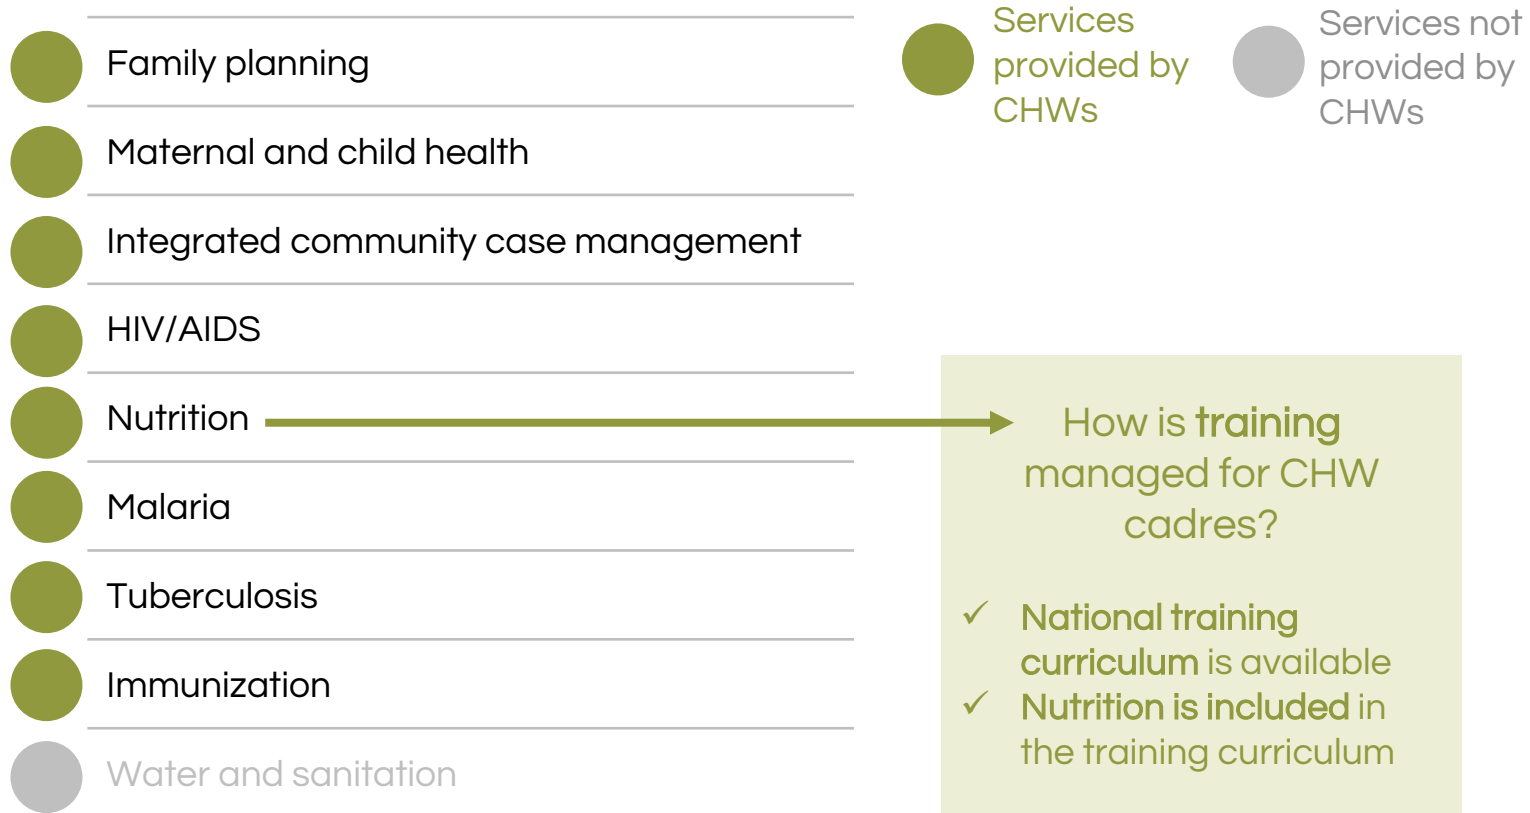 Services
provided by
CHWs
Services not
provided by
CHWs
Family planning
Maternal and child health
Integrated community case management
HIV/AIDS
Nutrition
Malaria
Tuberculosis
Immunization
Water and sanitation
How is training
managed for CHW
cadres?
✓ National training
curriculum is available
✓ Nutrition is included in
the training curriculum